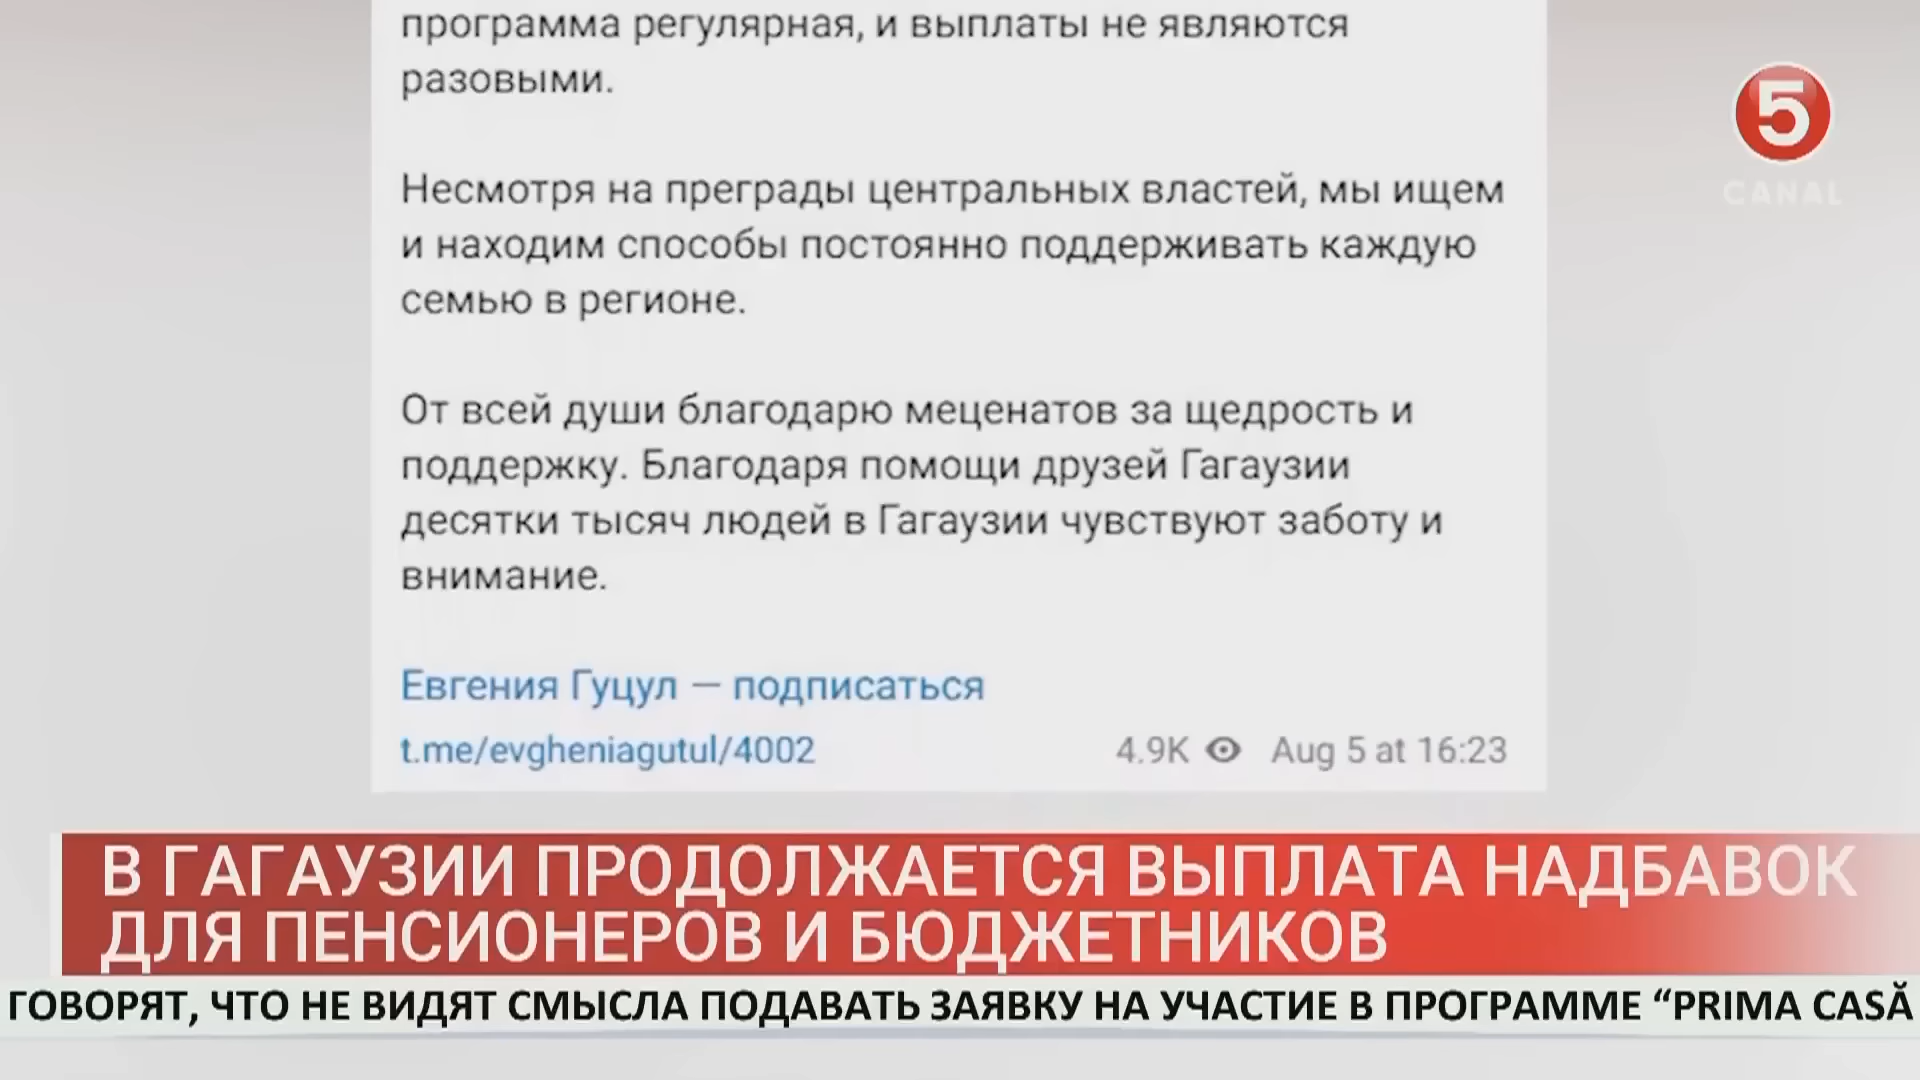 программа регулярная, и выплаты не являются
разовыми.
Несмотря на преграды центральных властей, мы ищем
и находим способы постоянно поддерживать каждую
семью в регионе.
От всей души благодарю меценатов за щедрость и
поддержку. Благодаря помощи друзей Гагаузии
десятки тысяч людей в Гагаузии чувствуют заботу и
внимание.
Евгения Гуцул — подписаться
t.me/evgheniagutul/4002
4.9K Aug 5 at 16:23
5
CANAL
В ГАГАУЗИИ ПРОДОЛЖАЕТСЯ ВЫПЛАТА НАДБАВОК
ДЛЯ ПЕНСИОНЕРОВ И БЮДЖЕТНИКОВ
ГОВОРЯТ, ЧТО НЕ ВИДЯТ СМЫСЛА ПОДАВАТЬ ЗАЯВКУ НА УЧАСТИЕ В ПРОГРАММЕ “PRIMA CASĂ